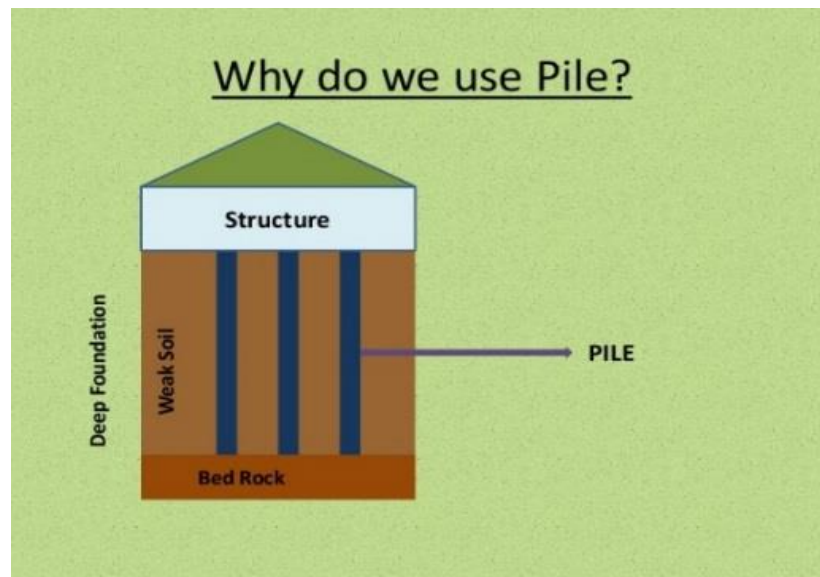 Why do we use Pile?
Structure
Deep Foundation
Weak Soil
PILE
Bed Rock